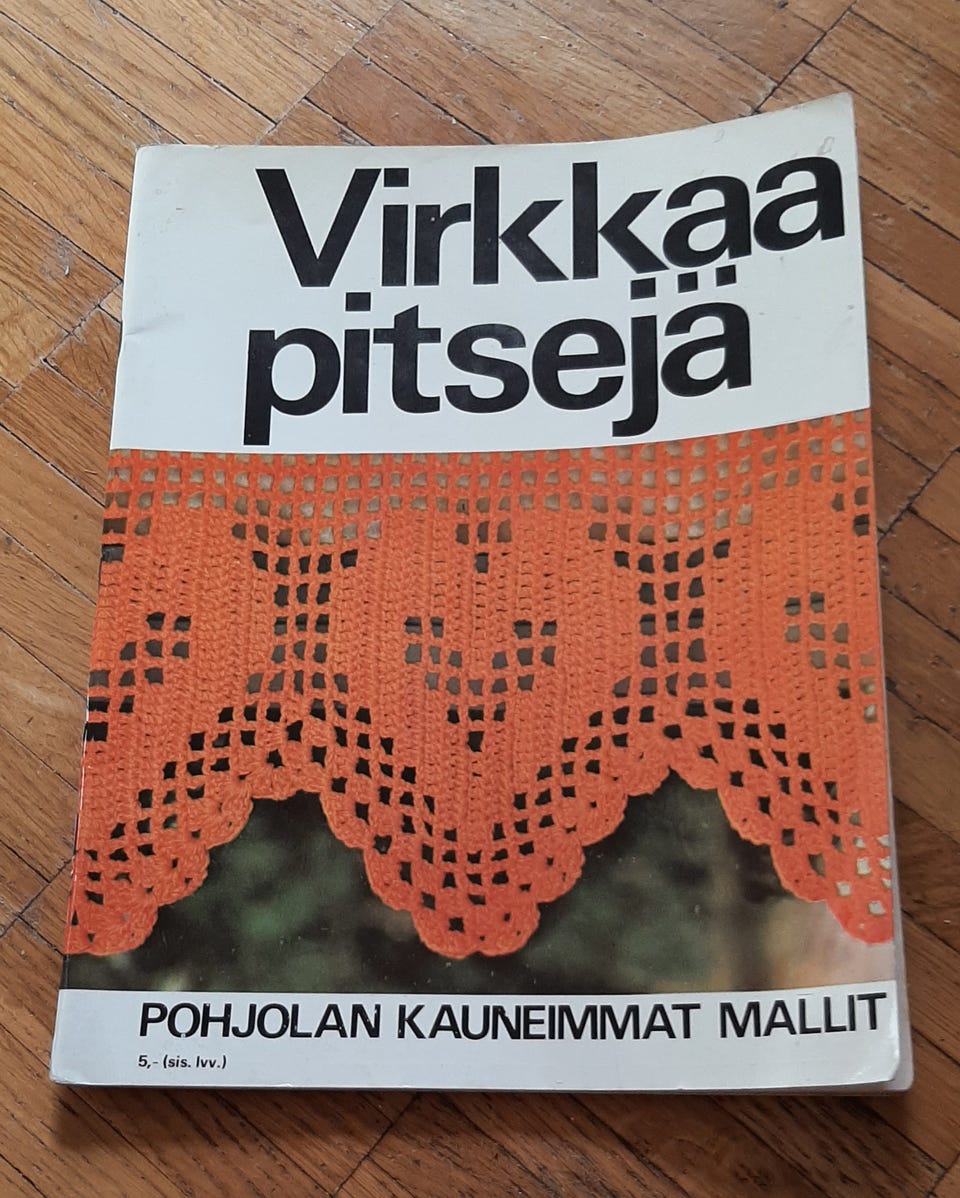 Virkkaa
pitsejä
POHJOLAN KAUNEIMMAT MALLIT
5,- (sis. lvv.)